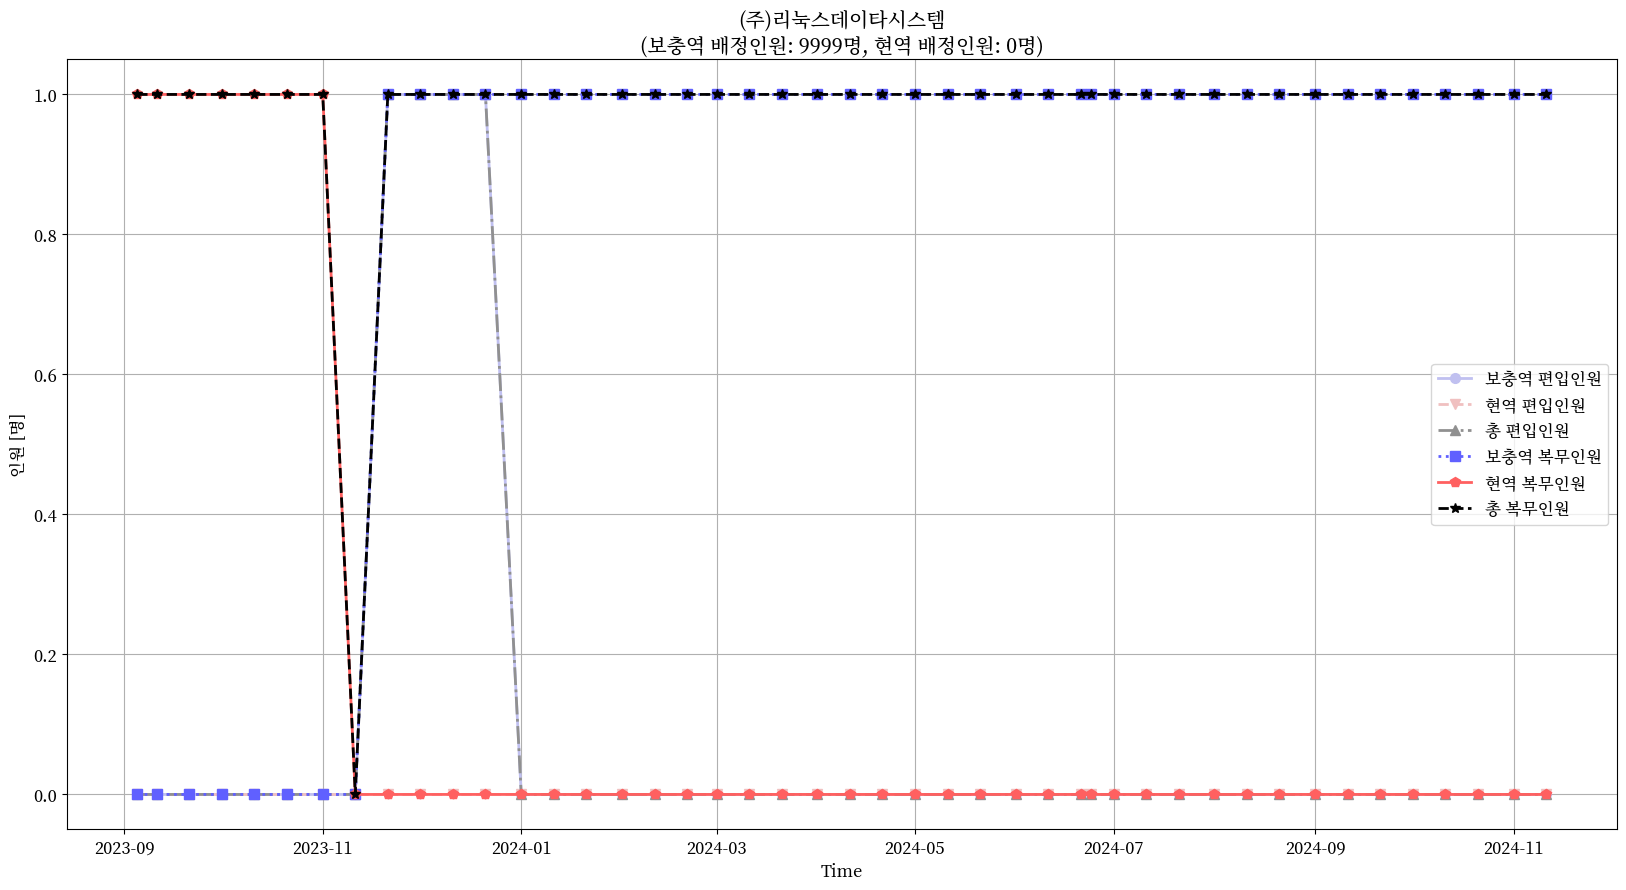 (주)리눅스데이타시스템
(보충역 배정인원: 9999명, 현역 배정인원: 0명)
인원 [명]
1.0
0.8
0.6
0.4
0.2
0.0
보충역 편입인원
현역 편입인원
총 편입인원
보충역 복무인원
현역 복무인원
총 복무인원
2023-09
2023-11
2024-01
2024-03
2024-05
2024-07
2024-09
2024-11
Time